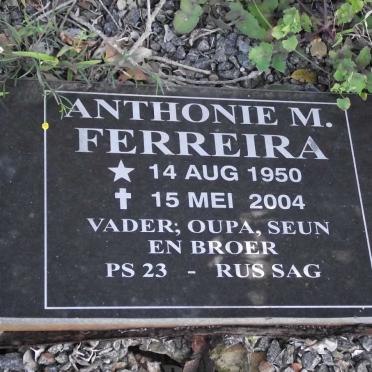 ANTHONIE M.
FERREIRA
★ 14 AUG 1950
✝ 15 MEI 2004
VADER, OUPA, SEUN
EN BROER
PS 23 - RUS SAG